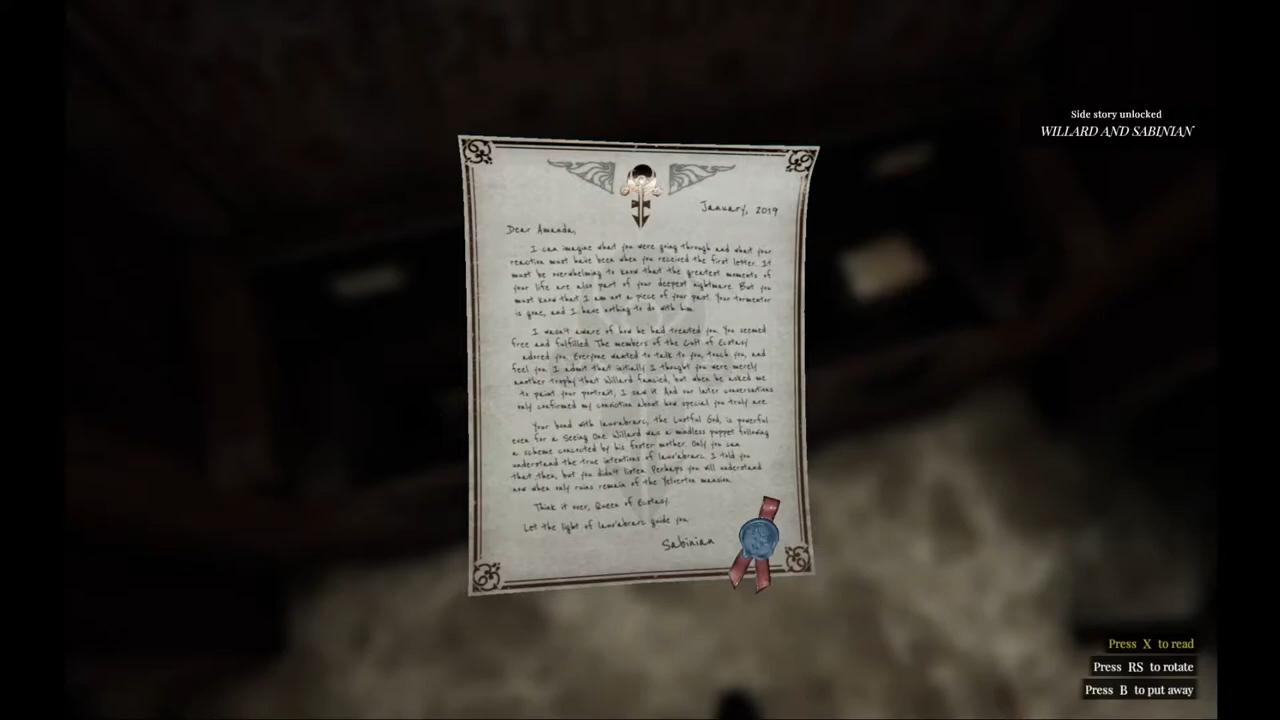 Side story unlocked
WILLARD AND SABINIAN
January, 2019
Dear Amanda,
I can imagine what you were going through and what your
reaction must have been when you received the first letter. It
must be overwhelming to know that the greatest moments of
your life are also part of your deepest nightmare. But you
must know that I am not a piece of your past. Your tormentor
is gone, and I have nothing to do with him.
I wasn't aware of how he had treated you. You seemed
free and fulfilled. The members of the Cult of Ecstasy
adored you. Everyone wanted to talk to you, touch you, and
feel you. I admit that initially I thought you were merely
another trophy that Willard fancied, but when he asked me
to paint your portrait, I saw it. And our later conversations
only confirmed my conviction about how special you truly are.
Your bond with laur'abrarc, the Lustful God, is powerful
even for a Seeing One. Willard was a mindless puppet following
a scheme concocted by his foster mother. Only you can
understand the true intentions of laur'abrarc. I told you
that then, but you didn't listen. Perhaps you will understand
now when only ruins remain of the Yelverton mansion.
Think it over, Queen of Ecstasy.
Let the light of laur'abrarc guide you.
Sabinian
Press X to read
Press RS to rotate
Press B to put away